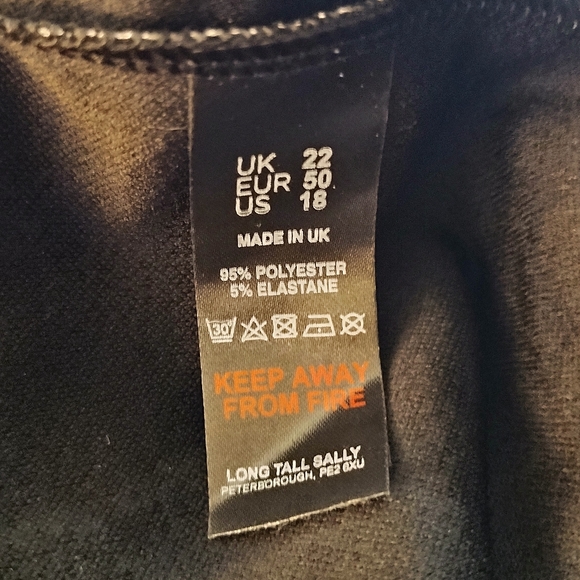 UK 22
EUR 50
US 18
MADE IN UK
95% POLYESTER
5% ELASTANE
30
KEEP AWAY
FROM FIRE
LONG TALL SALLY
PETERBOROUGH, PE2 6XU